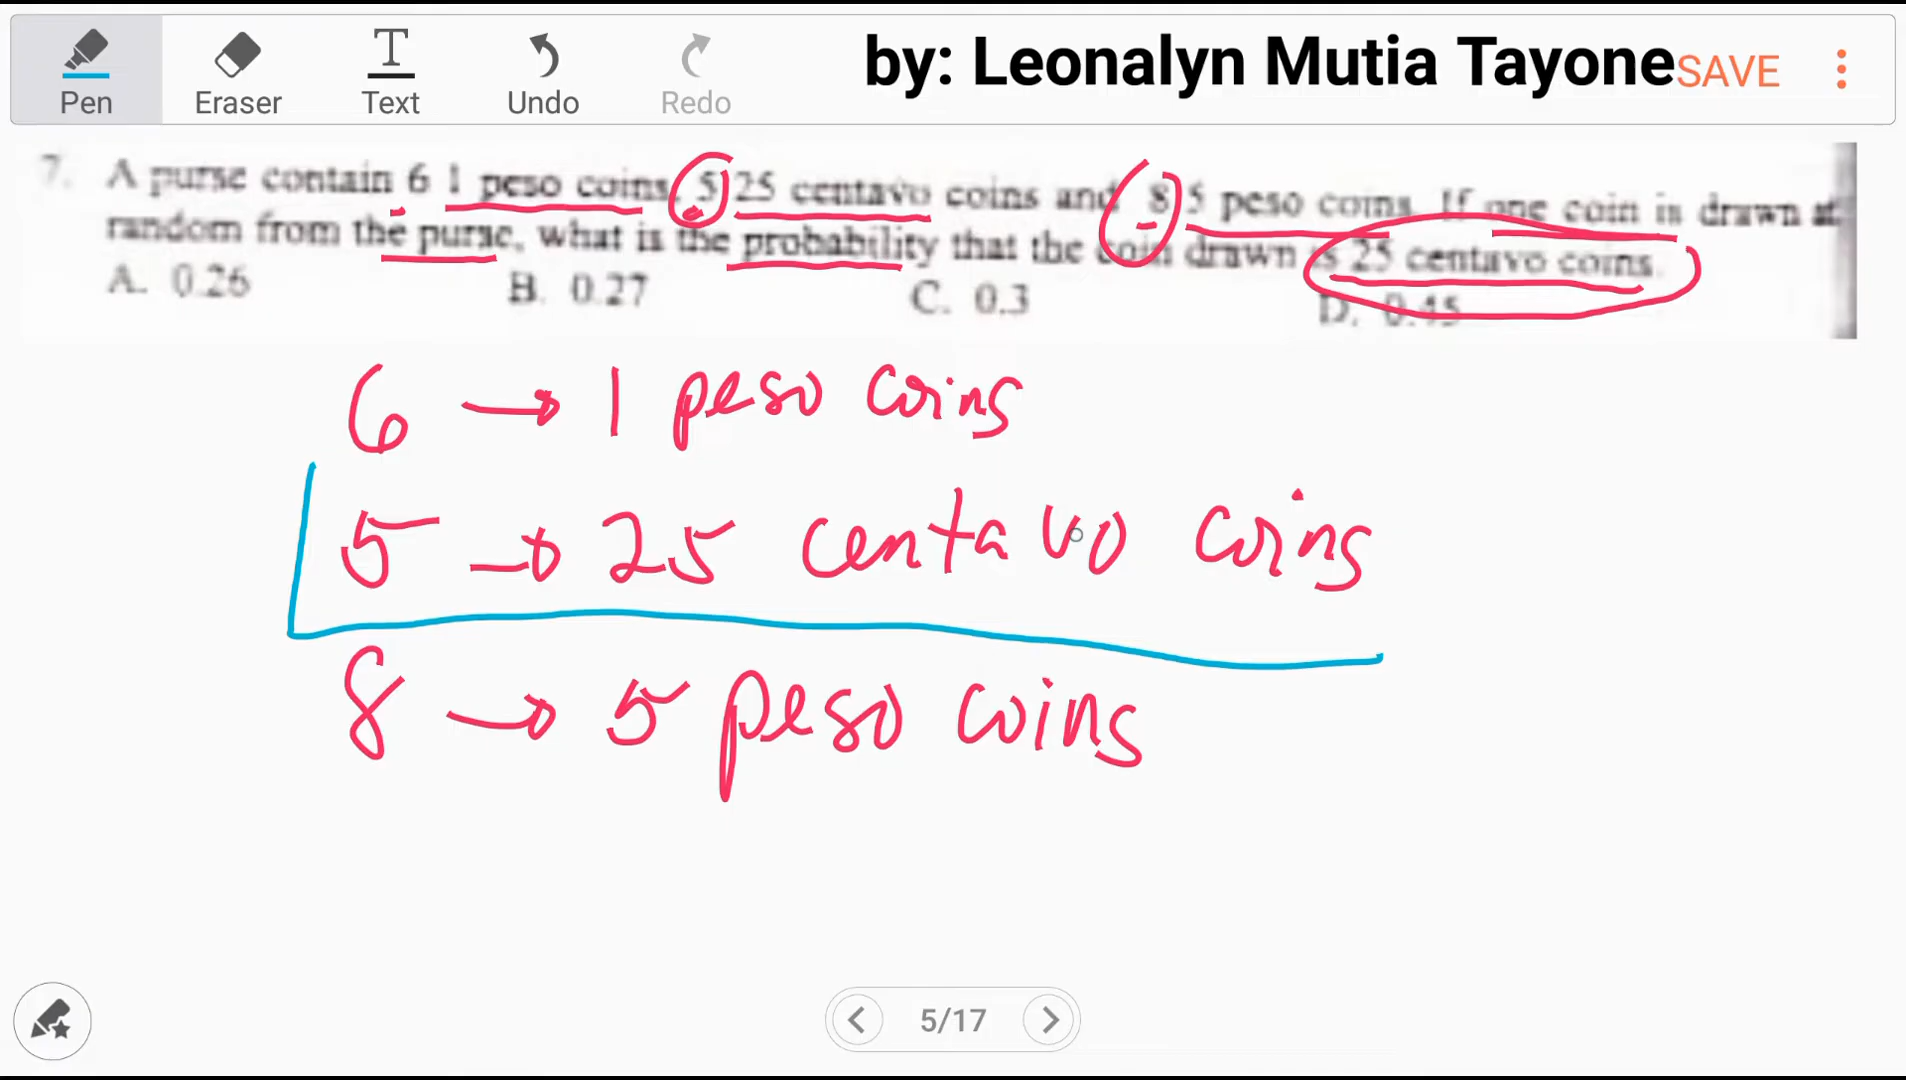 Pen
Eraser
Text
Undo
Redo
by: Leonalyn Mutia Tayone
SAVE
7. A purse contain 6 1 peso coins, 5 25 centavo coins and 8 5 peso coins. If one coin is drawn at
random from the purse, what is the probability that the coin drawn is 25 centavo coins.
A. 0.26 B. 0.27 C. 0.3 D. 0.45
6 → 1 peso coins
5 → 25 centavo coins
8 → 5 peso coins
5/17